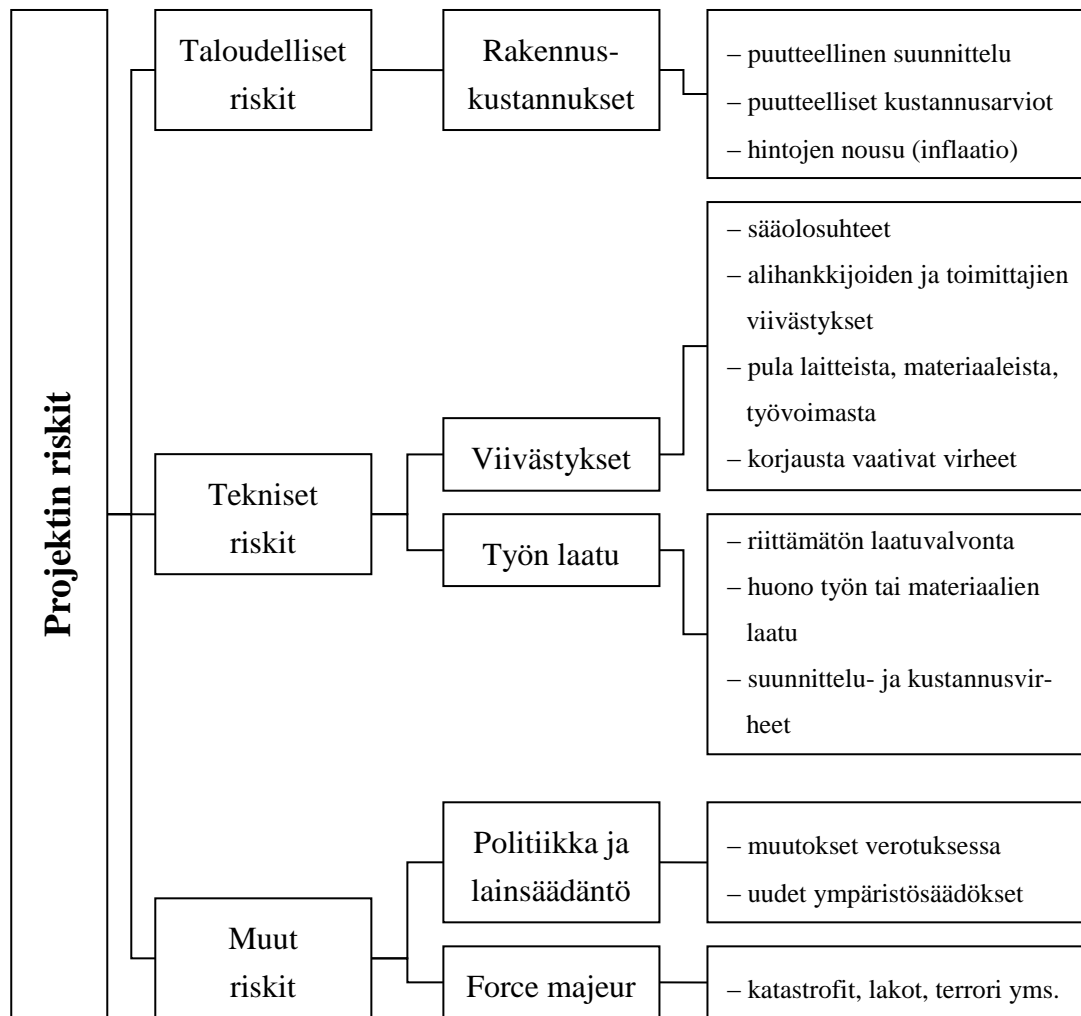 Projektin riskit
Taloudelliset
riskit
Rakennus-
kustannukset
– puutteellinen suunnittelu
– puutteelliset kustannusarviot
– hintojen nousu (inflaatio)
Tekniset
riskit
Viivästykset
– sääolosuhteet
– alihankkijoiden ja toimittajien
viivästykset
– pula laitteista, materiaaleista,
työvoimasta
– korjausta vaativat virheet
Työn laatu
– riittämätön laatuvalvonta
– huono työn tai materiaalien
laatu
– suunnittelu- ja kustannusvir-
heet
Muut
riskit
Politiikka ja
lainsäädäntö
– muutokset verotuksessa
– uudet ympäristösäädökset
Force majeur
– katastrofit, lakot, terrori yms.